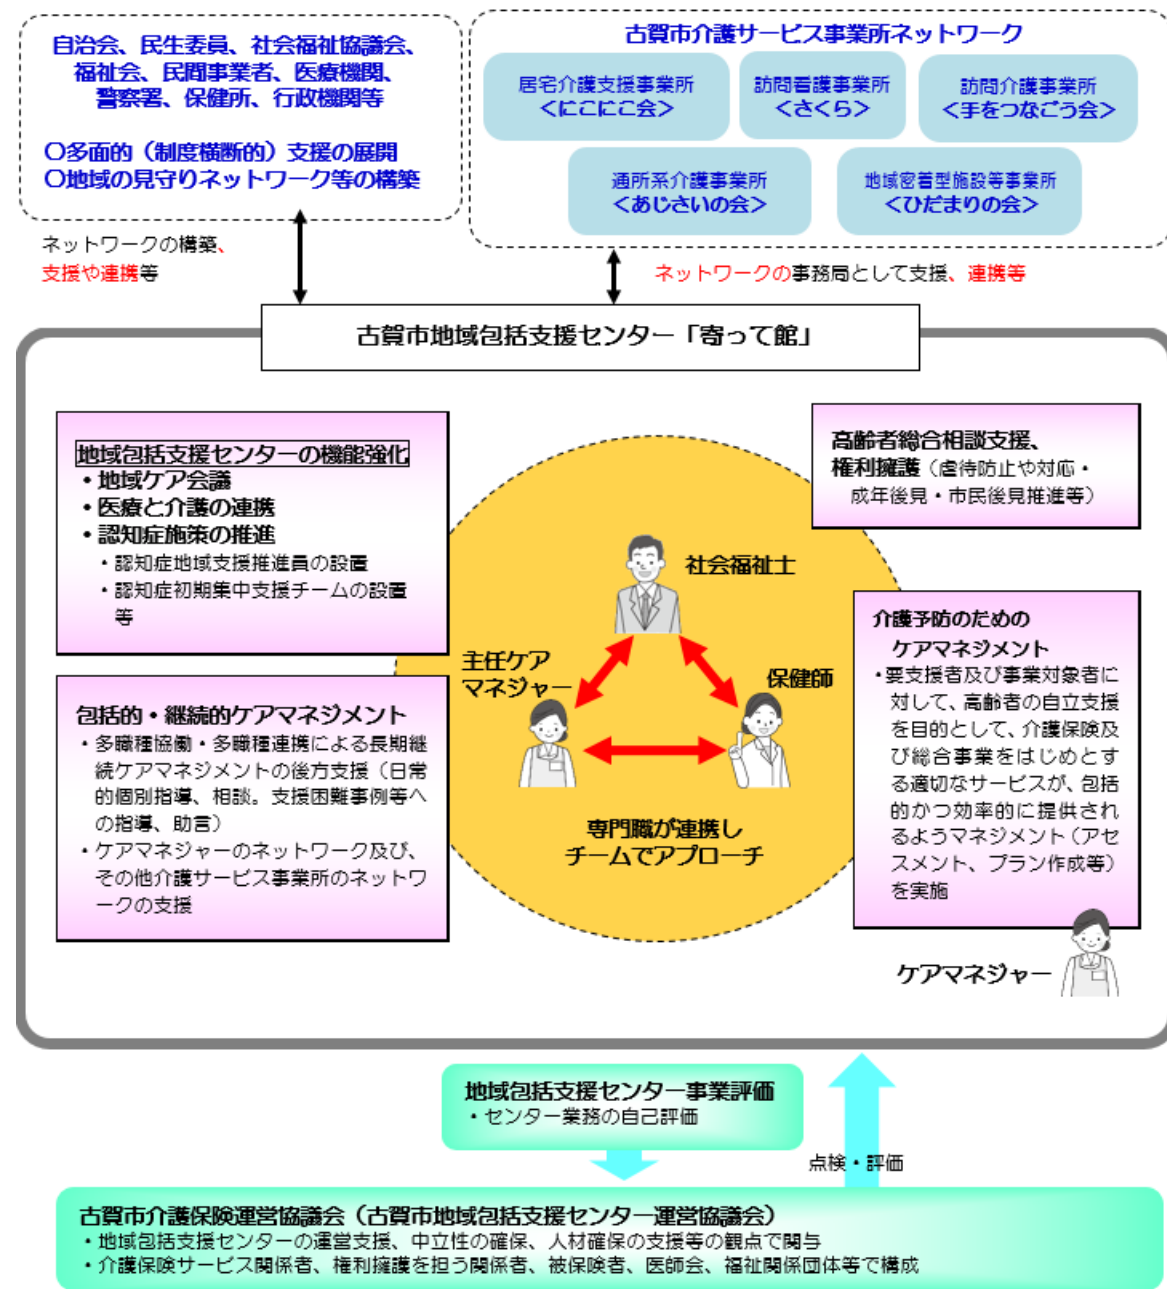 自治会、民生委員、社会福祉協議会、
福祉会、民間事業者、医療機関、
警察署、保健所、行政機関等
○多面的（制度横断的）支援の展開
○地域の見守りネットワーク等の構築
古賀市介護サービス事業所ネットワーク
居宅介護支援事業所
＜にこにこ会＞
訪問看護事業所
＜さくら＞
訪問介護事業所
＜手をつなごう会＞
通所系介護事業所
＜あじさいの会＞
地域密着型施設等事業所
＜ひだまりの会＞
ネットワークの構築、
支援や連携等
ネットワークの事務局として支援、連携等
古賀市地域包括支援センター「寄って館」
地域包括支援センターの機能強化
・地域ケア会議
・医療と介護の連携
・認知症施策の推進
・認知症地域支援推進員の設置
・認知症初期集中支援チームの設置
等
高齢者総合相談支援、
権利擁護（虐待防止や対応・
成年後見・市民後見推進等）
社会福祉士
主任ケア
マネジャー
保健師
専門職が連携し
チームでアプローチ
包括的・継続的ケアマネジメント
・多職種協働・多職種連携による長期継
続ケアマネジメントの後方支援（日常
的個別指導、相談。支援困難事例等へ
の指導、助言）
・ケアマネジャーのネットワーク及び、
その他介護サービス事業所のネットワ
ークの支援
介護予防のための
ケアマネジメント
・要支援者及び事業対象者に
対して、高齢者の自立支援
を目的として、介護保険及
び総合事業をはじめとす
る適切なサービスが、包括
的かつ効率的に提供され
るようマネジメント（アセ
スメント、プラン作成等）
を実施
ケアマネジャー
地域包括支援センター事業評価
・センター業務の自己評価
点検・評価
古賀市介護保険運営協議会（古賀市地域包括支援センター運営協議会）
・地域包括支援センターの運営支援、中立性の確保、人材確保の支援等の観点で関与
・介護保険サービス関係者、権利擁護を担う関係者、被保険者、医師会、福祉関係団体等で構成